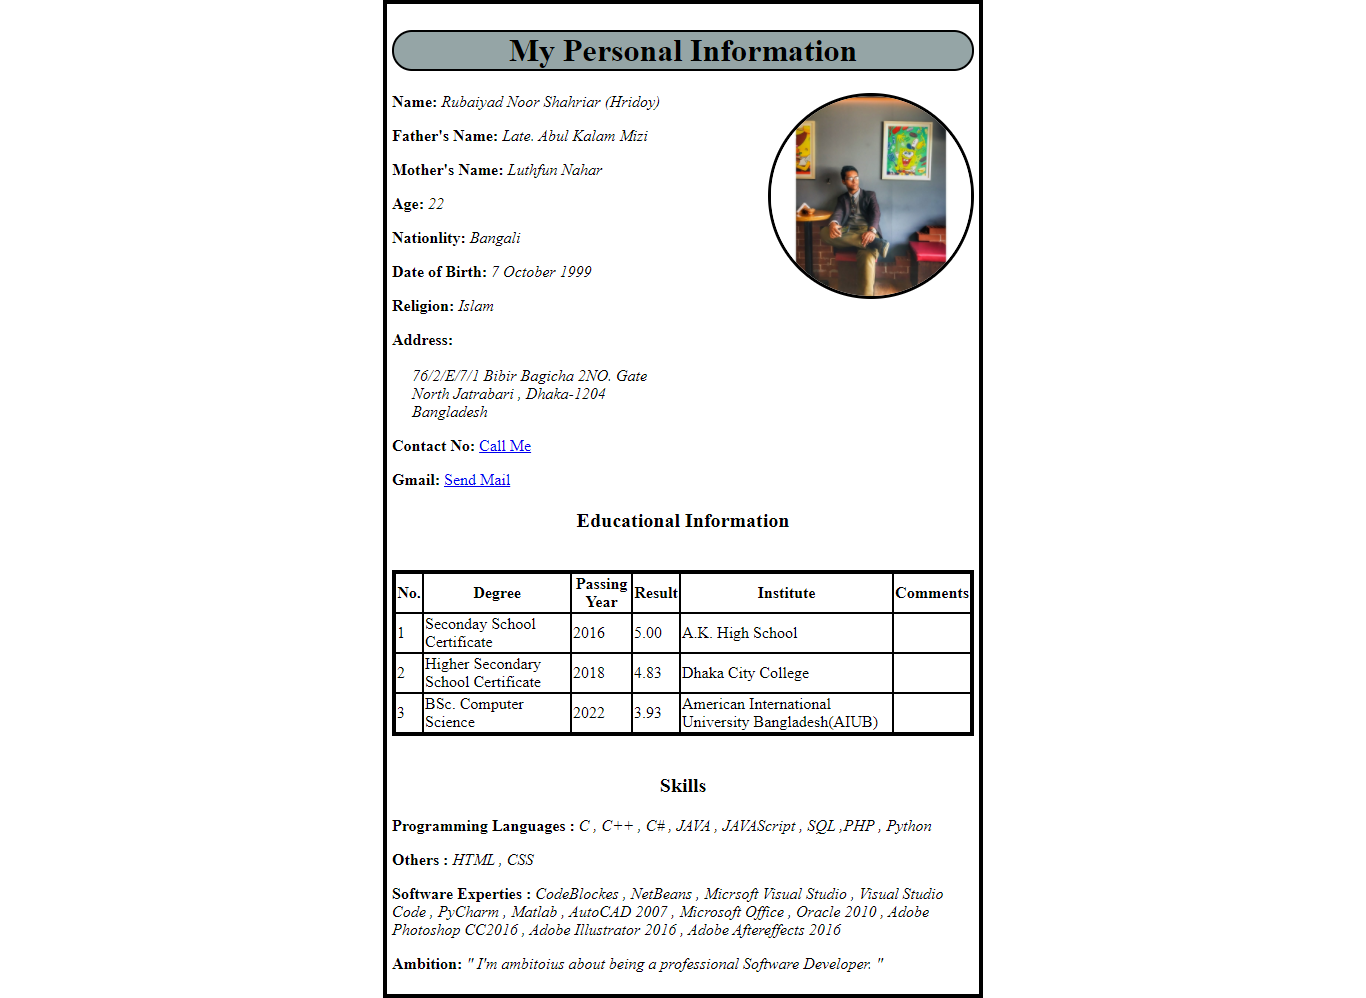 My Personal Information
Name: Rubaiyad Noor Shahriar (Hridoy)
Father's Name: Late. Abul Kalam Mizi
Mother's Name: Luthfun Nahar
Age: 22
Nationlity: Bangali
Date of Birth: 7 October 1999
Religion: Islam
Address:
76/2/E/7/1 Bibir Bagicha 2NO. Gate
North Jatrabari , Dhaka-1204
Bangladesh
Contact No: Call Me
Gmail: Send Mail
Educational Information
No. Degree Passing Year Result Institute Comments
1 Seconday School Certificate 2016 5.00 A.K. High School
2 Higher Secondary School Certificate 2018 4.83 Dhaka City College
3 BSc. Computer Science 2022 3.93 American International University Bangladesh(AIUB)
Skills
Programming Languages : C , C++ , C# , JAVA , JAVAScript , SQL ,PHP , Python
Others : HTML , CSS
Software Experties : CodeBlockes , NetBeans , Micrsoft Visual Studio , Visual Studio
Code , PyCharm , Matlab , AutoCAD 2007 , Microsoft Office , Oracle 2010 , Adobe
Photoshop CC2016 , Adobe Illustrator 2016 , Adobe Aftereffects 2016
Ambition: " I'm ambitoius about being a professional Software Developer. "